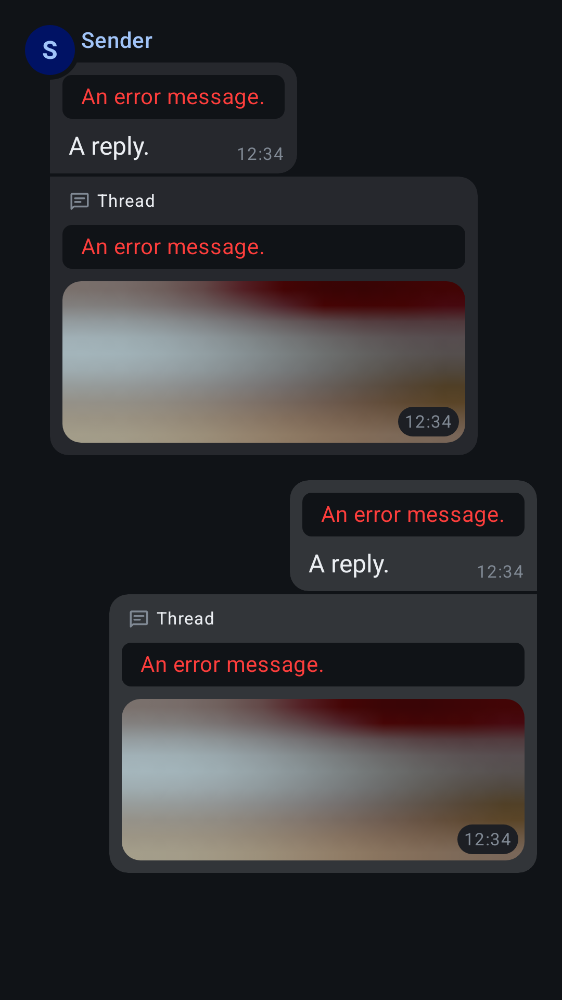 S
Sender
An error message.
A reply.
12:34
Thread
An error message.
12:34
An error message.
A reply.
12:34
Thread
An error message.
12:34